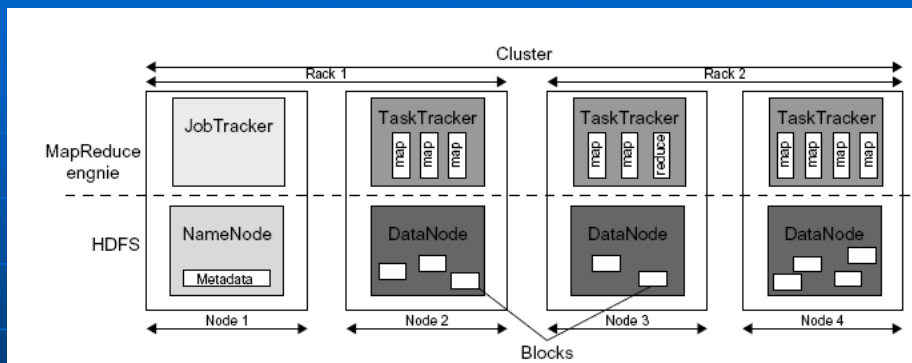 Cluster
Rack 1 Rack 2
JobTracker TaskTracker TaskTracker TaskTracker
MapReduce
engnie
map map map map map reduce map map map map
HDFS
NameNode DataNode DataNode DataNode
Metadata
Node 1 Node 2 Node 3 Node 4
Blocks